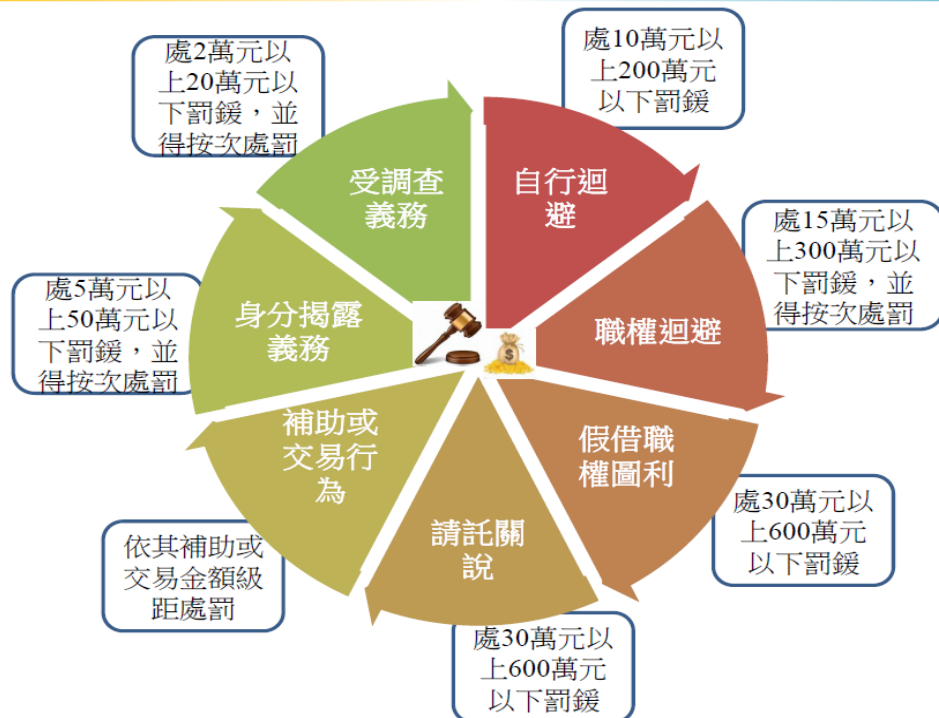 處10萬元以
上200萬元
以下罰鍰
自行迴
避
處15萬元以
上300萬元以
下罰鍰，並
得按次處罰
職權迴避
處30萬元以
上600萬元
以下罰鍰
假借職
權圖利
處30萬元以
上600萬元
以下罰鍰
請託關
說
依其補助或
交易金額級
距處罰
補助或
交易行
為
處5萬元以
上50萬元以
下罰鍰，並
得按次處罰
身分揭露
義務
處2萬元以
上20萬元以
下罰鍰，並
得按次處罰
受調查
義務
$